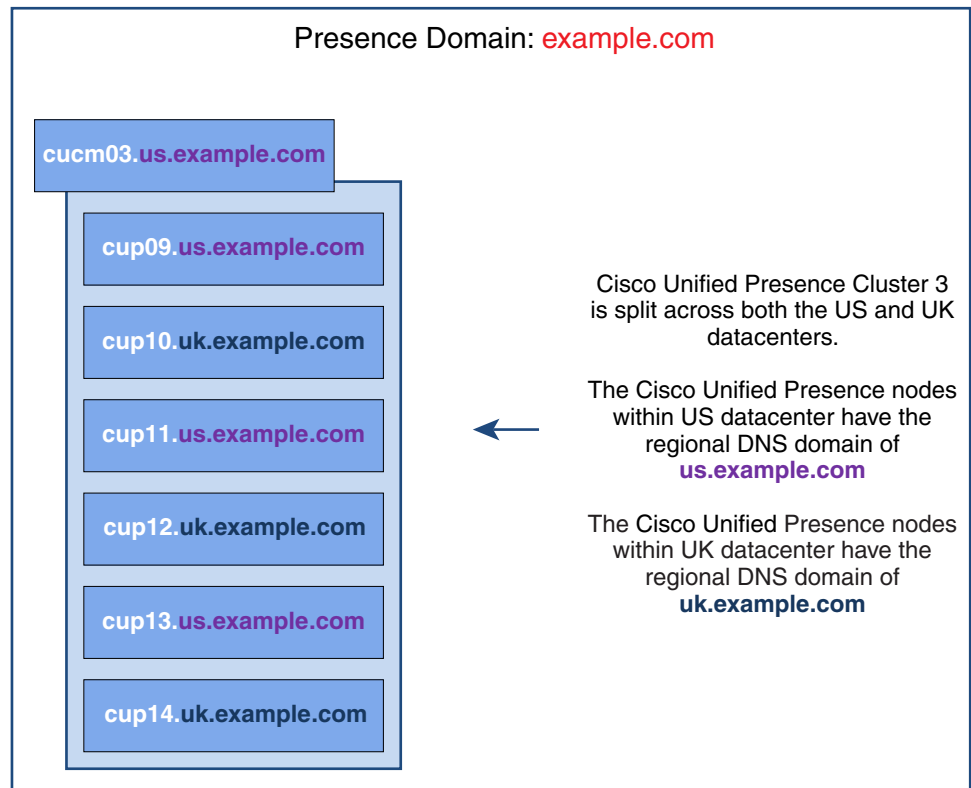 Presence Domain: example.com
cucm03.us.example.com
cup09.us.example.com
cup10.uk.example.com
cup11.us.example.com
cup12.uk.example.com
cup13.us.example.com
cup14.uk.example.com
Cisco Unified Presence Cluster 3
is split across both the US and UK
datacenters.
The Cisco Unified Presence nodes
within US datacenter have the
regional DNS domain of
us.example.com
The Cisco Unified Presence nodes
within UK datacenter have the
regional DNS domain of
uk.example.com